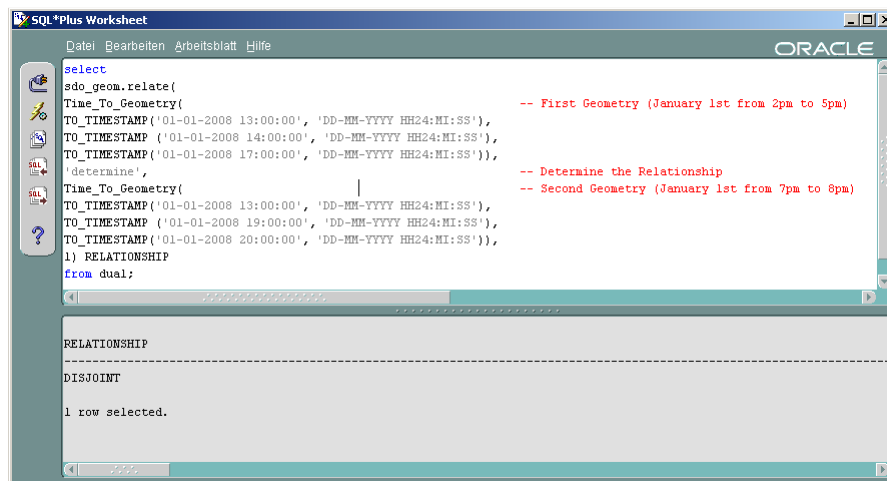 SQL*Plus Worksheet
Datei Bearbeiten Arbeitsblatt Hilfe
ORACLE
select
sdo_geom.relate(
Time_To_Geometry( -- First Geometry (January 1st from 2pm to 5pm)
TO_TIMESTAMP('01-01-2008 13:00:00', 'DD-MM-YYYY HH24:MI:SS'),
TO_TIMESTAMP ('01-01-2008 14:00:00', 'DD-MM-YYYY HH24:MI:SS'),
TO_TIMESTAMP('01-01-2008 17:00:00', 'DD-MM-YYYY HH24:MI:SS')),
'determine', -- Determine the Relationship
Time_To_Geometry( -- Second Geometry (January 1st from 7pm to 8pm)
TO_TIMESTAMP('01-01-2008 13:00:00', 'DD-MM-YYYY HH24:MI:SS'),
TO_TIMESTAMP ('01-01-2008 19:00:00', 'DD-MM-YYYY HH24:MI:SS'),
TO_TIMESTAMP('01-01-2008 20:00:00', 'DD-MM-YYYY HH24:MI:SS')),
1) RELATIONSHIP
from dual;
SQL
SQL
RELATIONSHIP
--------------------------------------------------------------------------------
DISJOINT
1 row selected.